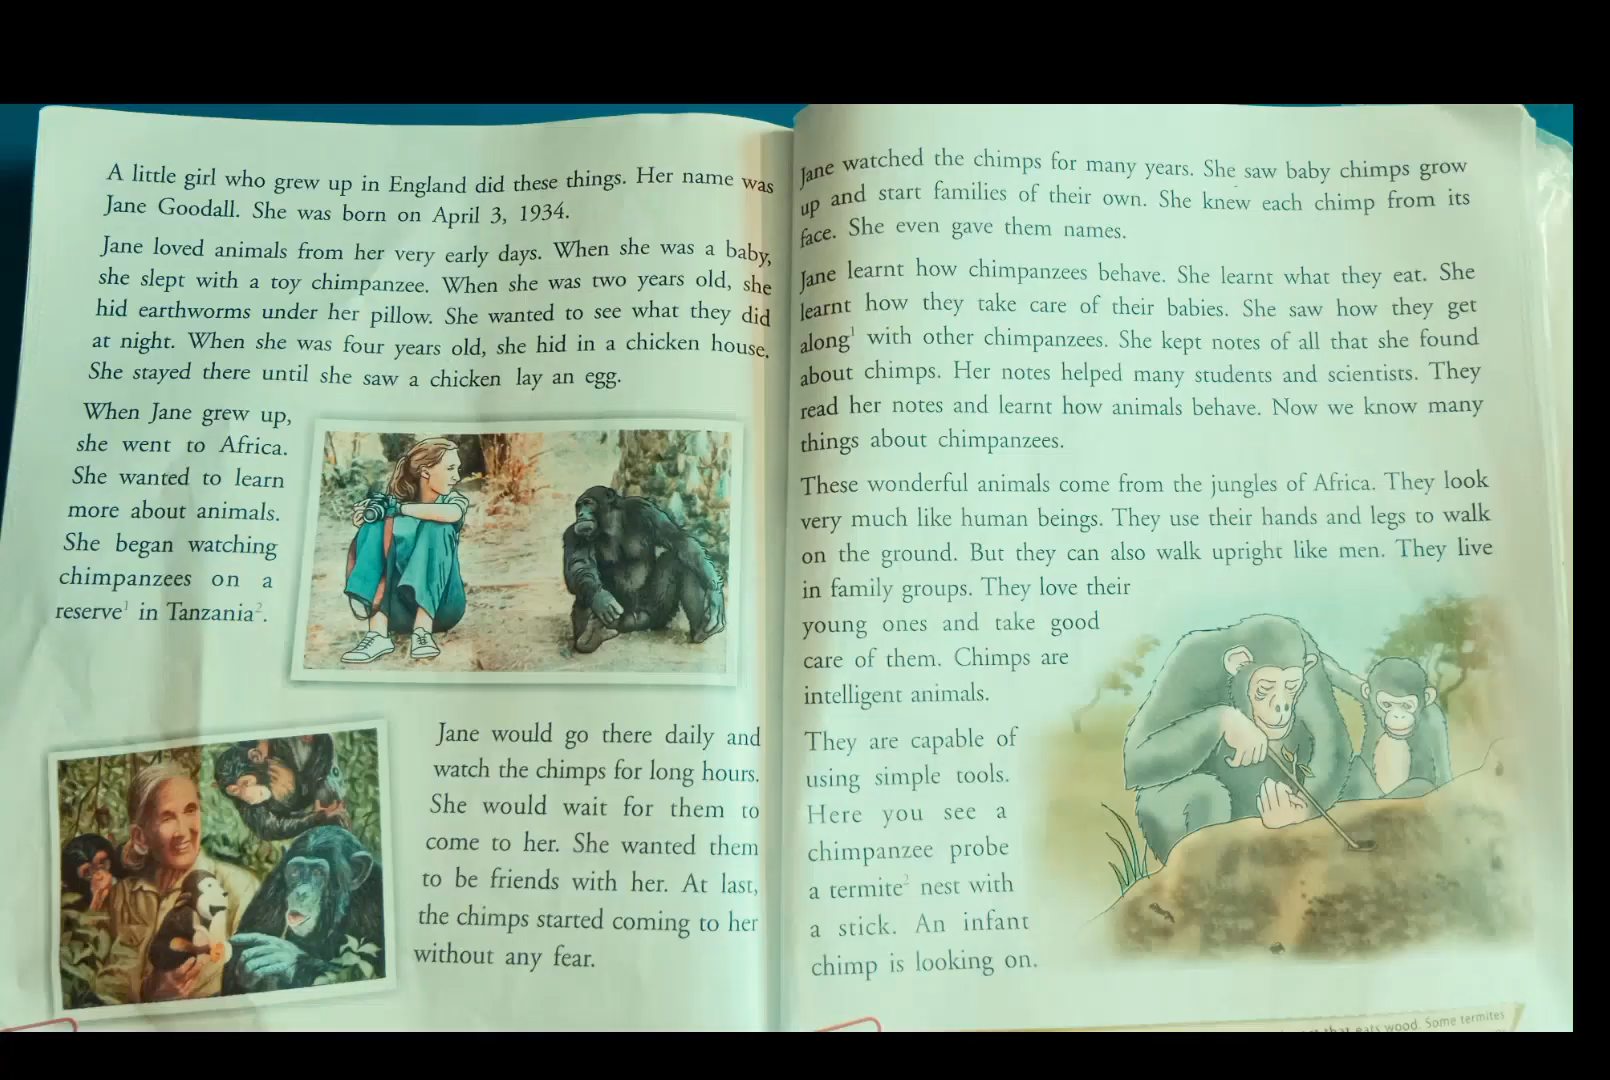 A little girl who grew up in England did these things. Her name was
Jane Goodall. She was born on April 3, 1934.
Jane loved animals from her very early days. When she was a baby,
she slept with a toy chimpanzee. When she was two years old, she
hid earthworms under her pillow. She wanted to see what they did
at night. When she was four years old, she hid in a chicken house.
She stayed there until she saw a chicken lay an egg.
When Jane grew up,
she went to Africa.
She wanted to learn
more about animals.
She began watching
chimpanzees on a
reserve¹ in Tanzania².
Jane would go there daily and
watch the chimps for long hours.
She would wait for them to
come to her. She wanted them
to be friends with her. At last,
the chimps started coming to her
without any fear.
Jane watched the chimps for many years. She saw baby chimps grow
up and start families of their own. She knew each chimp from its
face. She even gave them names.
Jane learnt how chimpanzees behave. She learnt what they eat. She
learnt how they take care of their babies. She saw how they get
along¹ with other chimpanzees. She kept notes of all that she found
about chimps. Her notes helped many students and scientists. They
read her notes and learnt how animals behave. Now we know many
things about chimpanzees.
These wonderful animals come from the jungles of Africa. They look
very much like human beings. They use their hands and legs to walk
on the ground. But they can also walk upright like men. They live
in family groups. They love their
young ones and take good
care of them. Chimps are
intelligent animals.
They are capable of
using simple tools.
Here you see a
chimpanzee probe
a termite² nest with
a stick. An infant
chimp is looking on.
that eats wood. Some termites